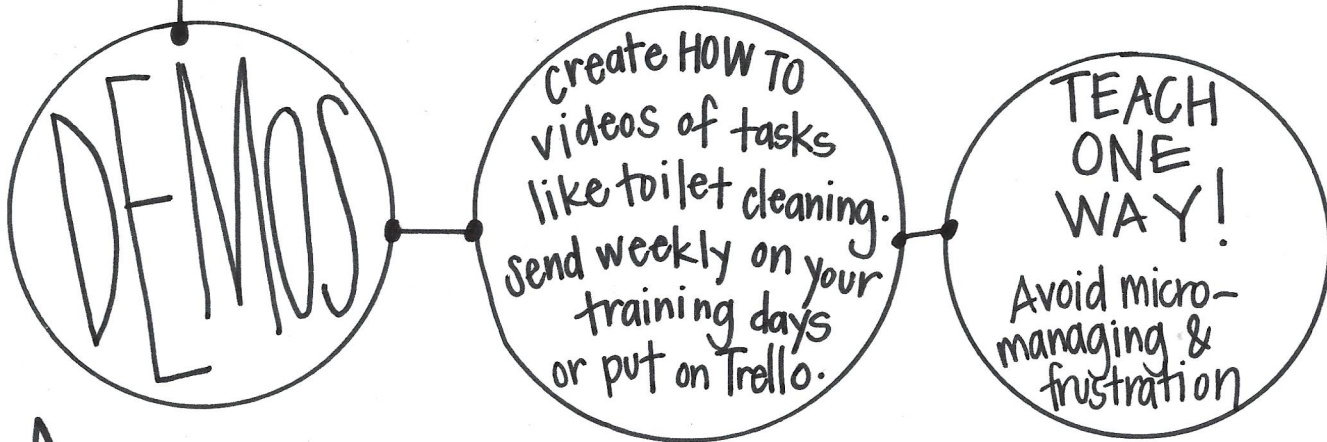 DEMOS
create HOW TO
videos of tasks
like toilet cleaning.
send weekly on your
training days
or put on Trello.
TEACH
ONE
WAY!
Avoid micro-
managing &
frustration